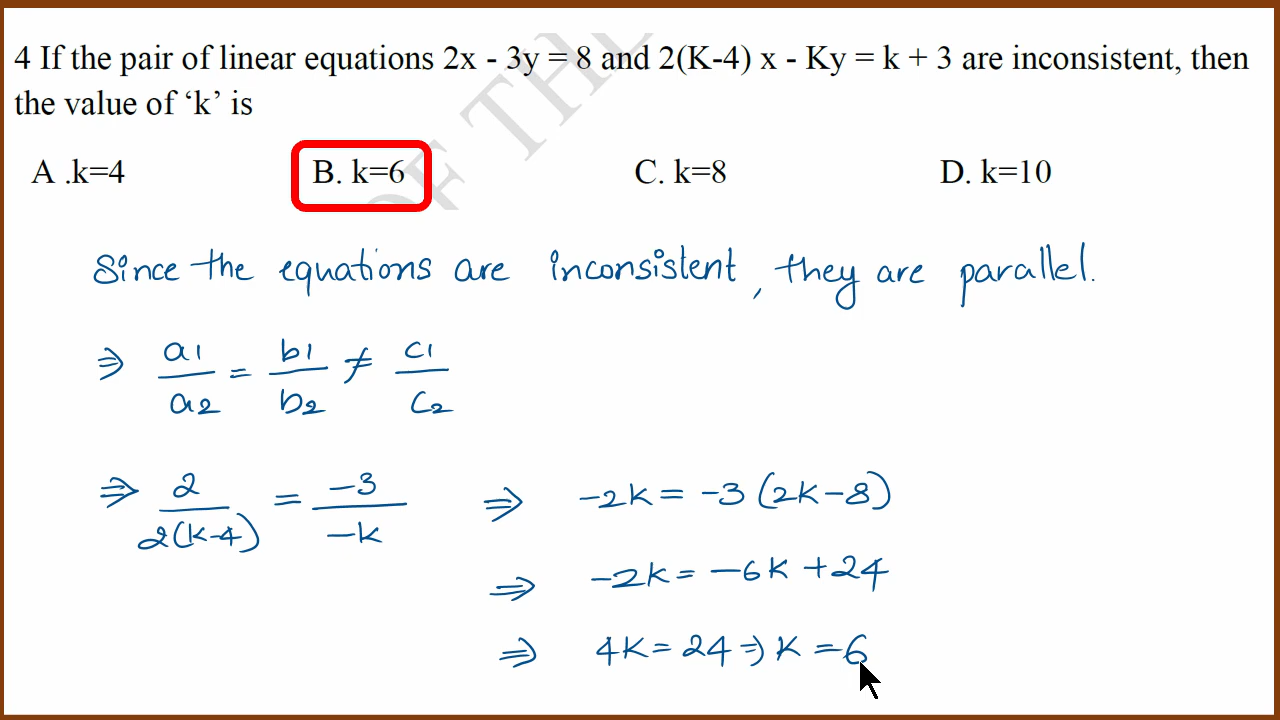 4 If the pair of linear equations 2x - 3y = 8 and 2(K-4) x - Ky = k + 3 are inconsistent, then
the value of ‘k’ is
A .k=4 B. k=6 C. k=8 D. k=10
OF THE
Since the equations are inconsistent, they are parallel.
⇒ a1/a2 = b1/b2 ≠ c1/c2
⇒ 2/2(k-4) = -3/-k ⇒ -2k = -3(2k-8)
⇒ -2k = -6k +24
⇒ 4k = 24 ⇒ k = 6